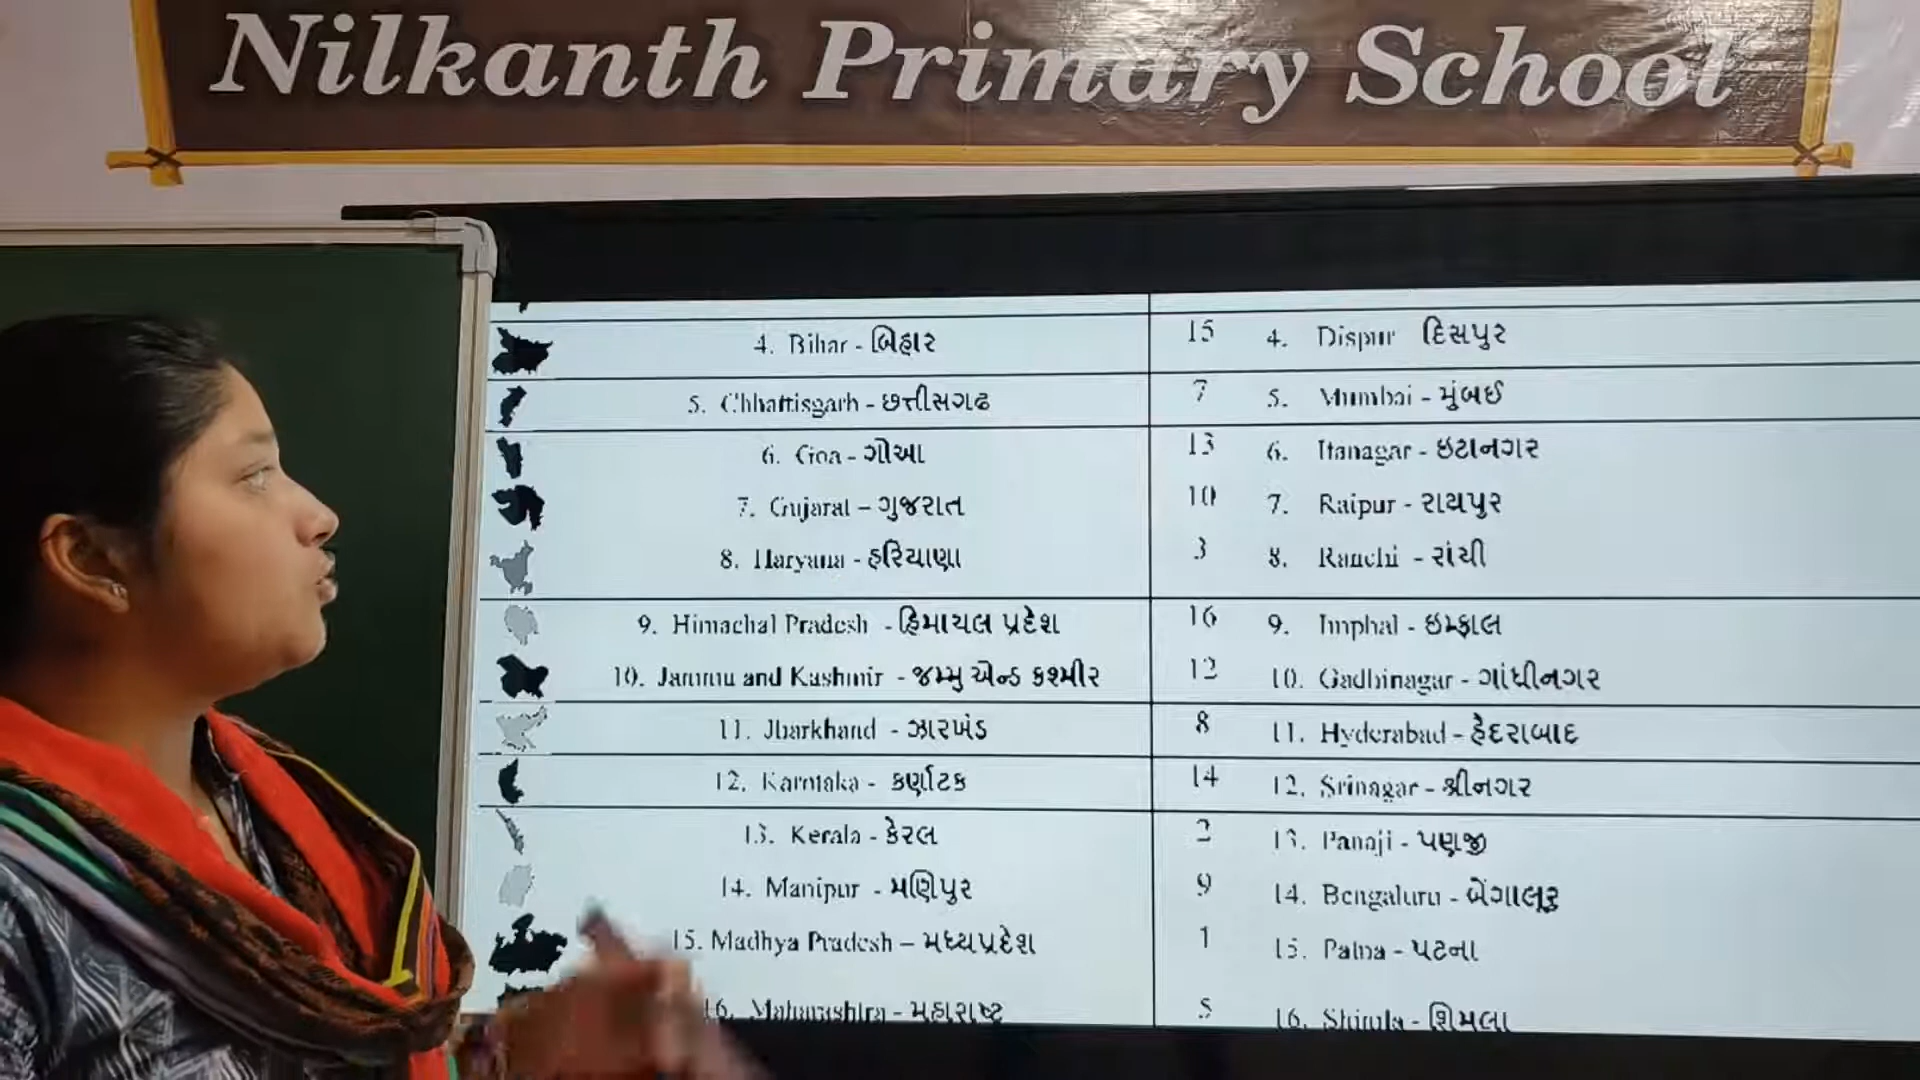 Nilkanth Primary School
4. Bihar - બિહાર 15 4. Dispur દિસપુર
5. Chhattisgarh - છત્તીસગઢ 7 5. Mumbai - મુંબઈ
6. Goa - ગોઆ 13 6. Itanagar - ઇટાનગર
7. Gujarat – ગુજરાત 10 7. Raipur - રાયપુર
8. Haryana - હરિયાણા 3 8. Ranchi - રાંચી
9. Himachal Pradesh - હિમાચલ પ્રદેશ 16 9. Imphal - ઇમ્ફાલ
10. Jammu and Kashmir - જમ્મુ એન્ડ કશ્મીર 12 10. Gadhinagar - ગાંધીનગર
11. Jharkhand - ઝારખંડ 8 11. Hyderabad - હૈદરાબાદ
12. Karntaka - કર્ણાટક 14 12. Srinagar - શ્રીનગર
13. Kerala - કેરલ 2 13. Panaji - પણજી
14. Manipur - મણિપુર 9 14. Bengaluru - બેંગાલૂરુ
15. Madhya Pradesh – મધ્યપ્રદેશ 1 15. Patna - પટના
16. Maharashtra - મહારાષ્ટ 5 16. Shimla - શિમલા